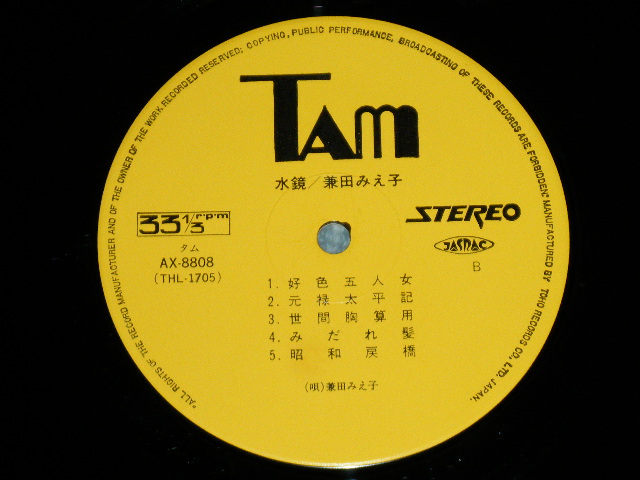 "ALL RIGHTS OF THE RECORD MANUFACTURER AND OF THE OWNER OF THE WORK RECORDED RESERVED; COPYING, PUBLIC PERFORMANCE, BROADCASTING OF THESE RECORDS ARE FORBIDDEN" MANUFACTURED BY TOHO RECORDS CO., LTD. JAPAN.
TAM
水鏡／兼田みえ子
33 1/3 rpm
STEREO
タム
AX-8808
(THL-1705)
JASRAC
B
1. 好色五人女
2. 元禄太平記
3. 世間胸算用
4. みだれ髪
5. 昭和戻橋
(唄)兼田みえ子